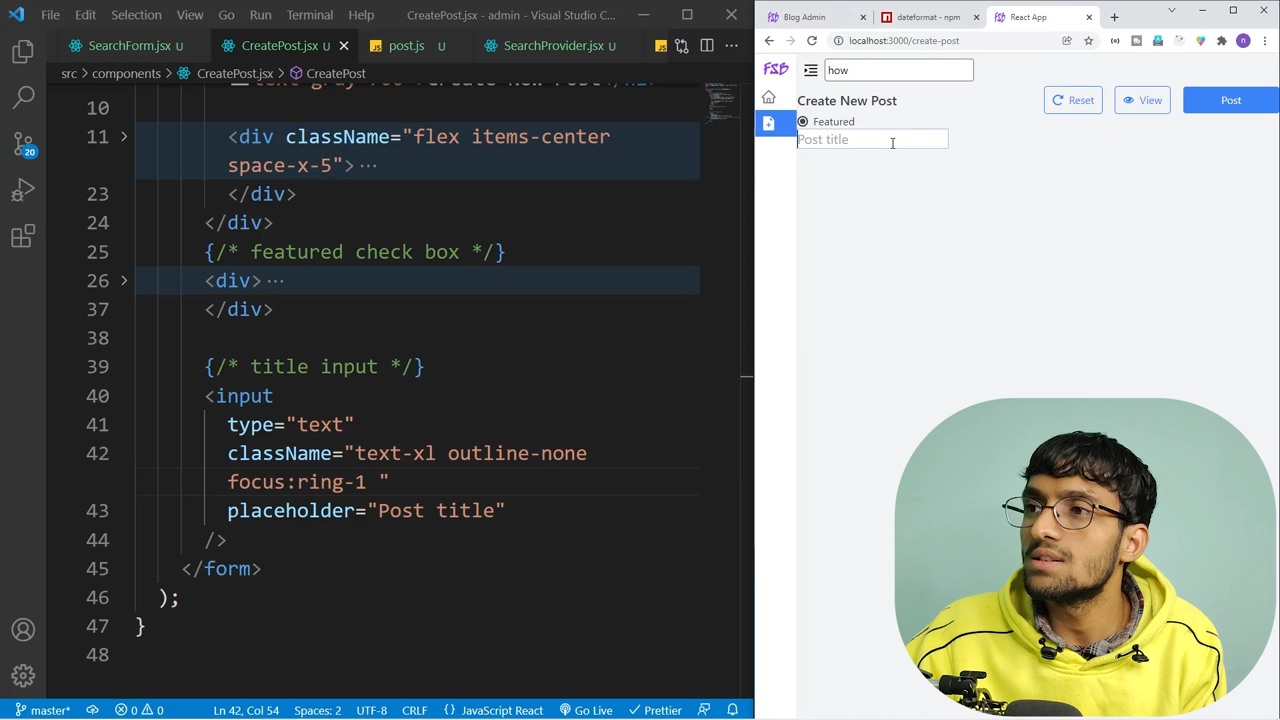 File Edit Selection View Go Run Terminal Help CreatePost.jsx - admin - Visual Studio C...
SearchForm.jsx U
CreatePost.jsx U
post.js U
SearchProvider.jsx U
src > components > CreatePost.jsx > CreatePost
10
11 <div className="flex items-center
space-x-5"> ...
23 </div>
24 </div>
25 {/* featured check box */}
26 <div> ...
37 </div>
38
39 {/* title input */}
40 <input
41 type="text"
42 className="text-xl outline-none
focus:ring-1 "
43 placeholder="Post title"
44 />
45 </form>
46 );
47 }
48
20
master* 0 0 Ln 42, Col 54 Spaces: 2 UTF-8 CRLF {} JavaScript React Go Live Prettier
Blog Admin
dateformat - npm
React App
localhost:3000/create-post
n
FSB
how
Create New Post
Reset
View
Post
Featured
Post title